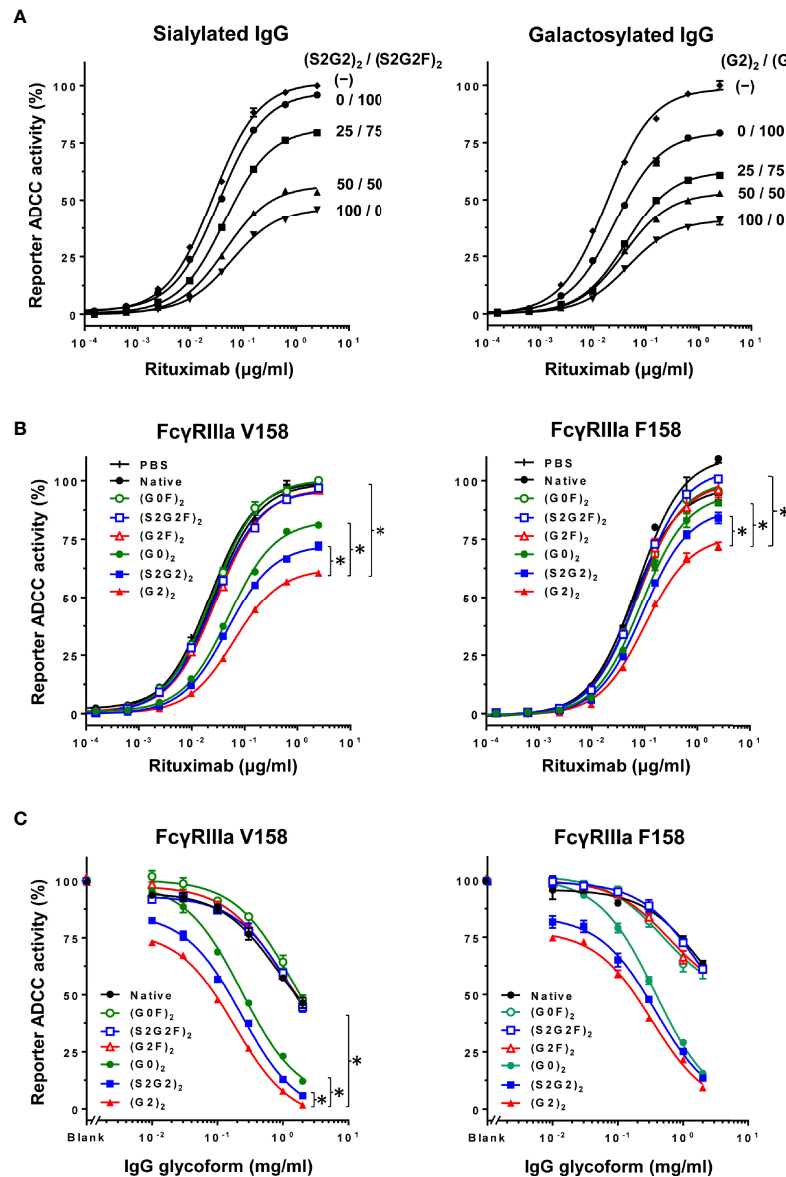 A
Sialylated IgG
(S2G2)₂ / (S2G2F)₂
(−)
0 / 100
25 / 75
50 / 50
100 / 0
Reporter ADCC activity (%)
100
75
50
25
0
10⁻⁴ 10⁻³ 10⁻² 10⁻¹ 10⁰ 10¹
Rituximab (μg/ml)
Galactosylated IgG
(G2)₂ / (G
(−)
0 / 100
25 / 75
50 / 50
100 / 0
100
75
50
25
0
10⁻⁴ 10⁻³ 10⁻² 10⁻¹ 10⁰ 10¹
Rituximab (μg/ml)
B
FcγRIIIa V158
PBS
Native
(G0F)₂
(S2G2F)₂
(G2F)₂
(G0)₂
(S2G2)₂
(G2)₂
* * *
Reporter ADCC activity (%)
100
75
50
25
0
10⁻⁴ 10⁻³ 10⁻² 10⁻¹ 10⁰ 10¹
Rituximab (μg/ml)
FcγRIIIa F158
PBS
Native
(G0F)₂
(S2G2F)₂
(G2F)₂
(G0)₂
(S2G2)₂
(G2)₂
* * *
100
75
50
25
0
10⁻⁴ 10⁻³ 10⁻² 10⁻¹ 10⁰ 10¹
Rituximab (μg/ml)
C
FcγRIIIa V158
Native
(G0F)₂
(S2G2F)₂
(G2F)₂
(G0)₂
(S2G2)₂
(G2)₂
* * *
Reporter ADCC activity (%)
100
75
50
25
0
Blank 10⁻² 10⁻¹ 10⁰ 10¹
IgG glycoform (mg/ml)
FcγRIIIa F158
Native
(G0F)₂
(S2G2F)₂
(G2F)₂
(G0)₂
(S2G2)₂
(G2)₂
100
75
50
25
0
Blank 10⁻² 10⁻¹ 10⁰ 10¹
IgG glycoform (mg/ml)